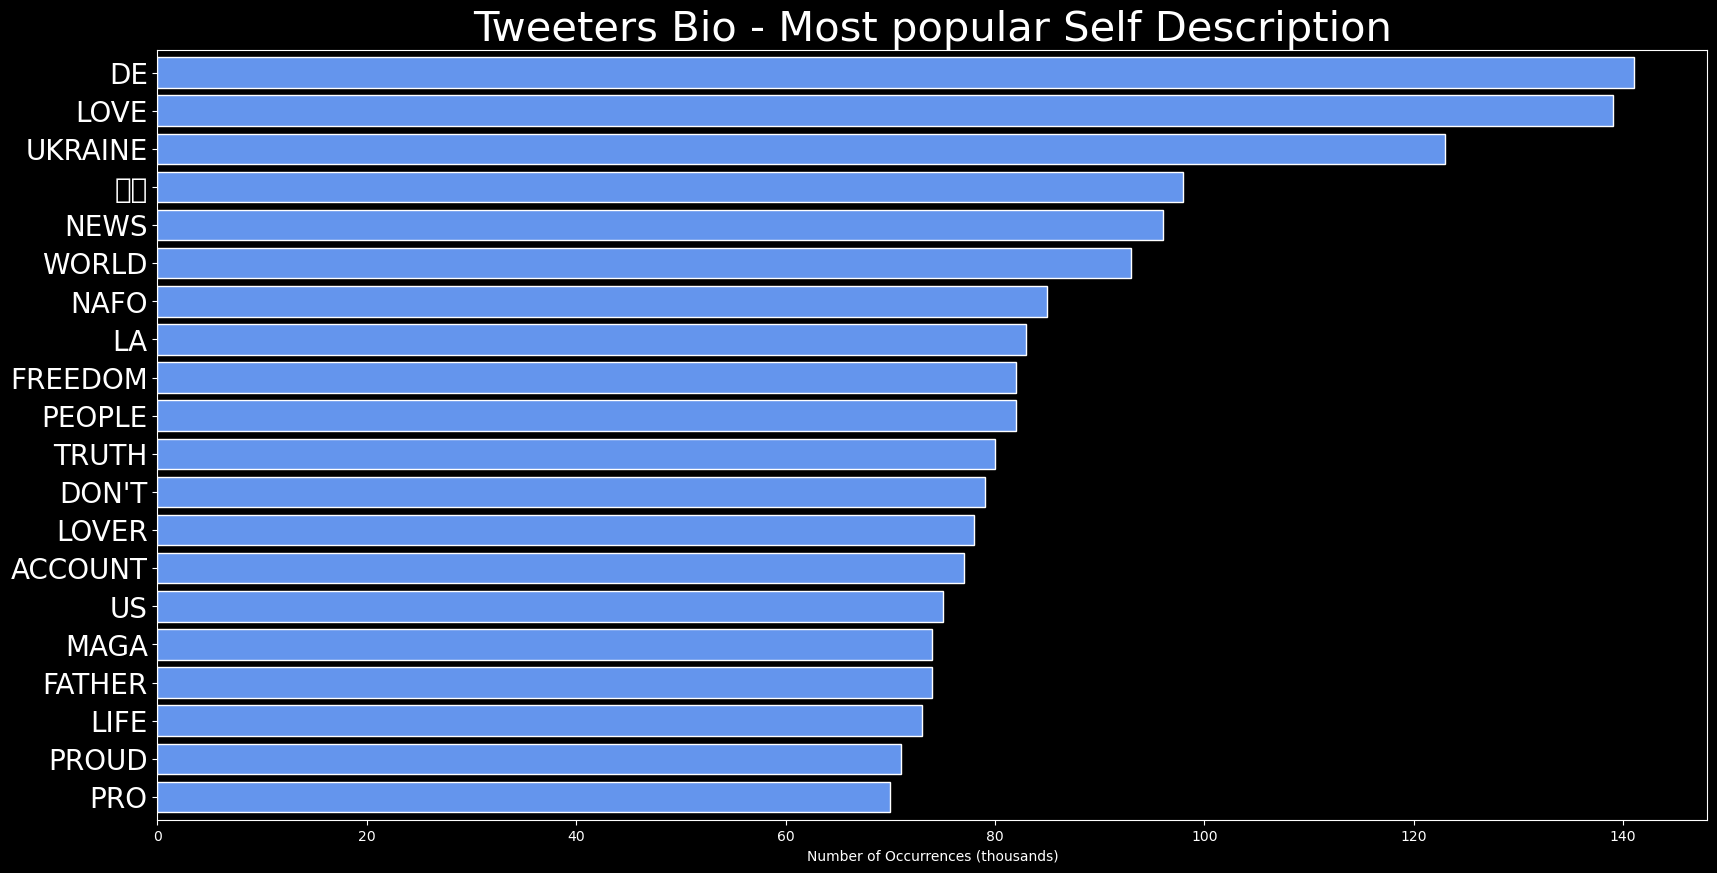 Tweeters Bio - Most popular Self Description
DE
LOVE
UKRAINE
NEWS
WORLD
NAFO
LA
FREEDOM
PEOPLE
TRUTH
DON'T
LOVER
ACCOUNT
US
MAGA
FATHER
LIFE
PROUD
PRO
0 20 40 60 80 100 120 140
Number of Occurrences (thousands)